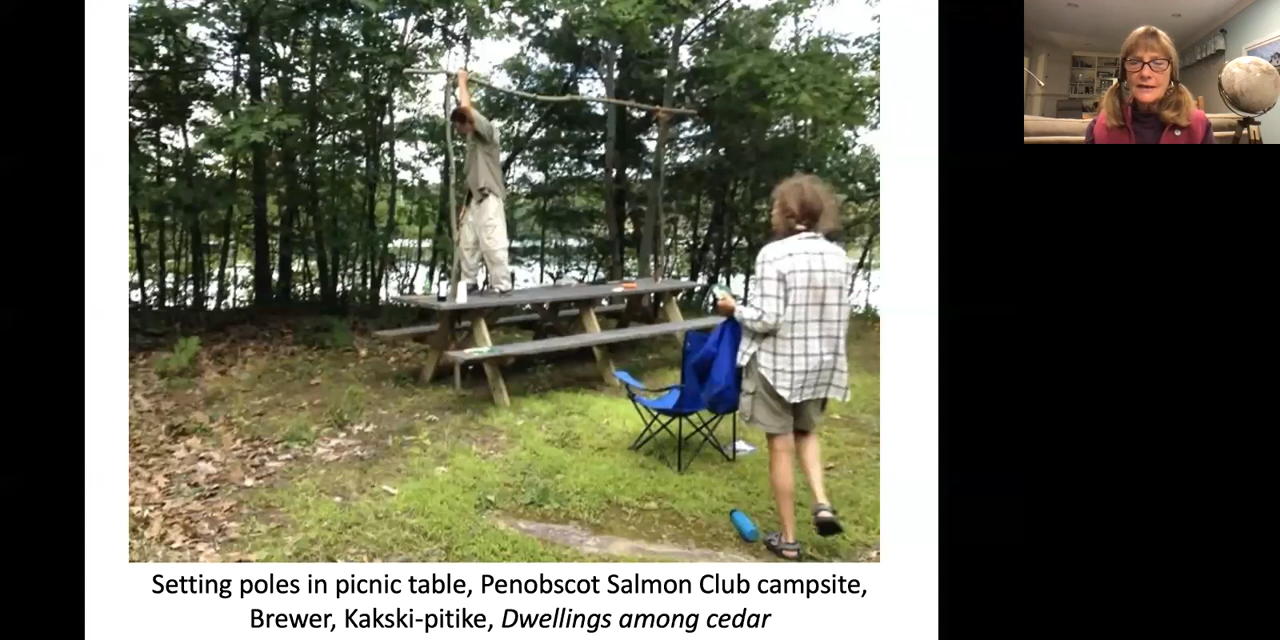 Setting poles in picnic table, Penobscot Salmon Club campsite,
Brewer, Kakski-pitike, Dwellings among cedar